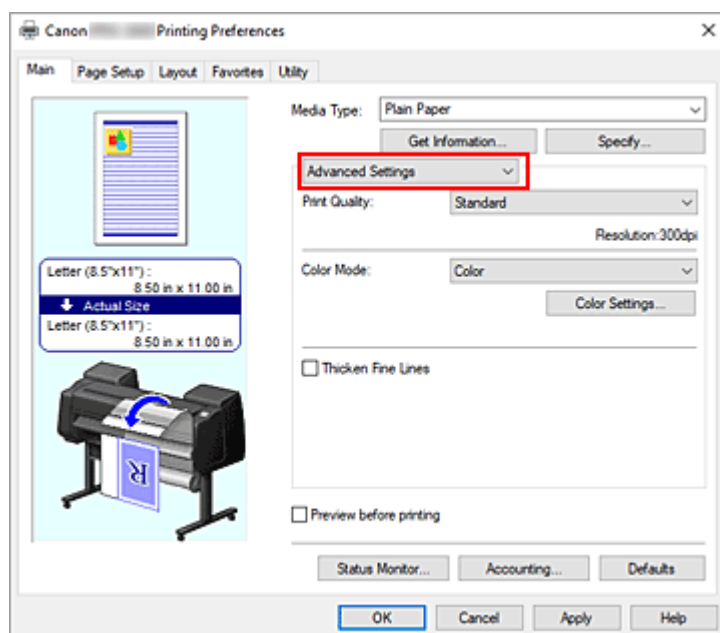 Canon Printing Preferences
Main Page Setup Layout Favorites Utility
Media Type: Plain Paper
Get Information... Specify...
Advanced Settings
Print Quality: Standard
Resolution:300dpi
Color Mode: Color
Color Settings...
Thicken Fine Lines
Letter (8.5"x11") :
8.50 in x 11.00 in
Actual Size
Letter (8.5"x11") :
8.50 in x 11.00 in
R
Preview before printing
Status Monitor... Accounting... Defaults
OK Cancel Apply Help